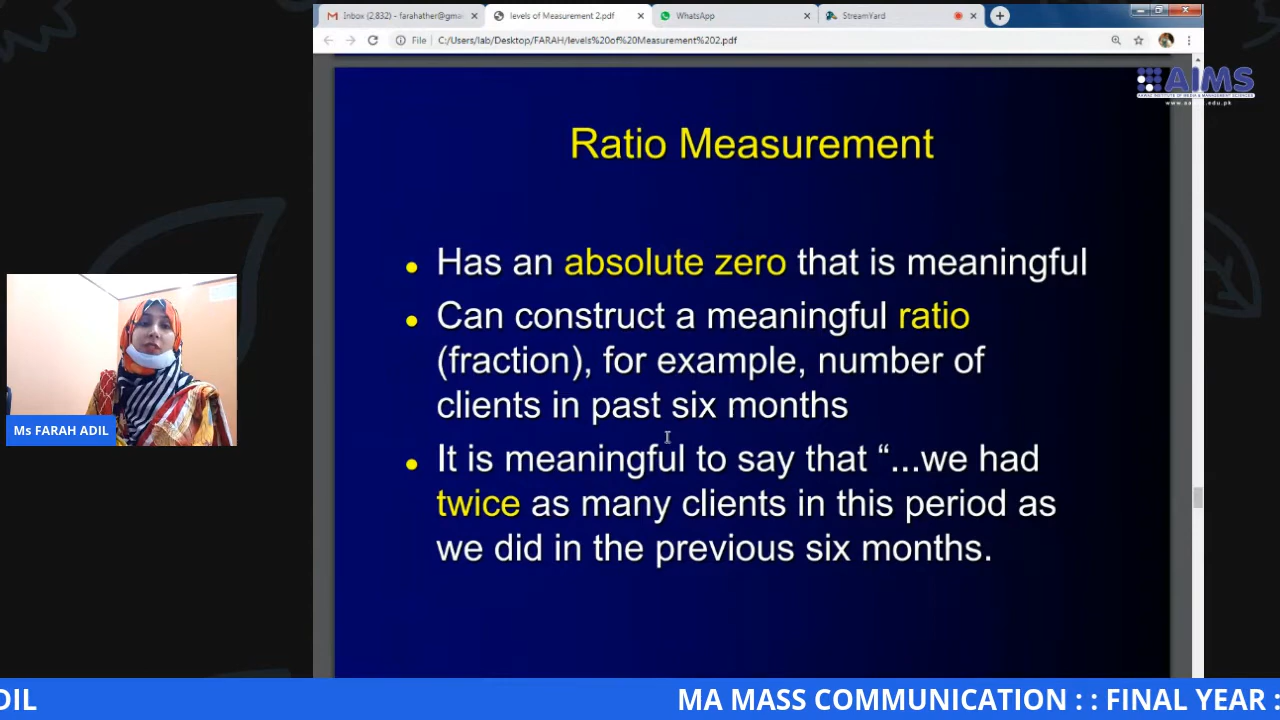 Inbox (2,832) - farahather@gma
levels of Measurement 2.pdf
WhatsApp
StreamYard
File
C:/Users/lab/Desktop/FARAH/levels%20of%20Measurement%202.pdf
AIMS
Ratio Measurement
• Has an absolute zero that is meaningful
• Can construct a meaningful ratio
(fraction), for example, number of
clients in past six months
• It is meaningful to say that “...we had
twice as many clients in this period as
we did in the previous six months.
Ms FARAH ADIL
DIL
MA MASS COMMUNICATION : : FINAL YEAR :